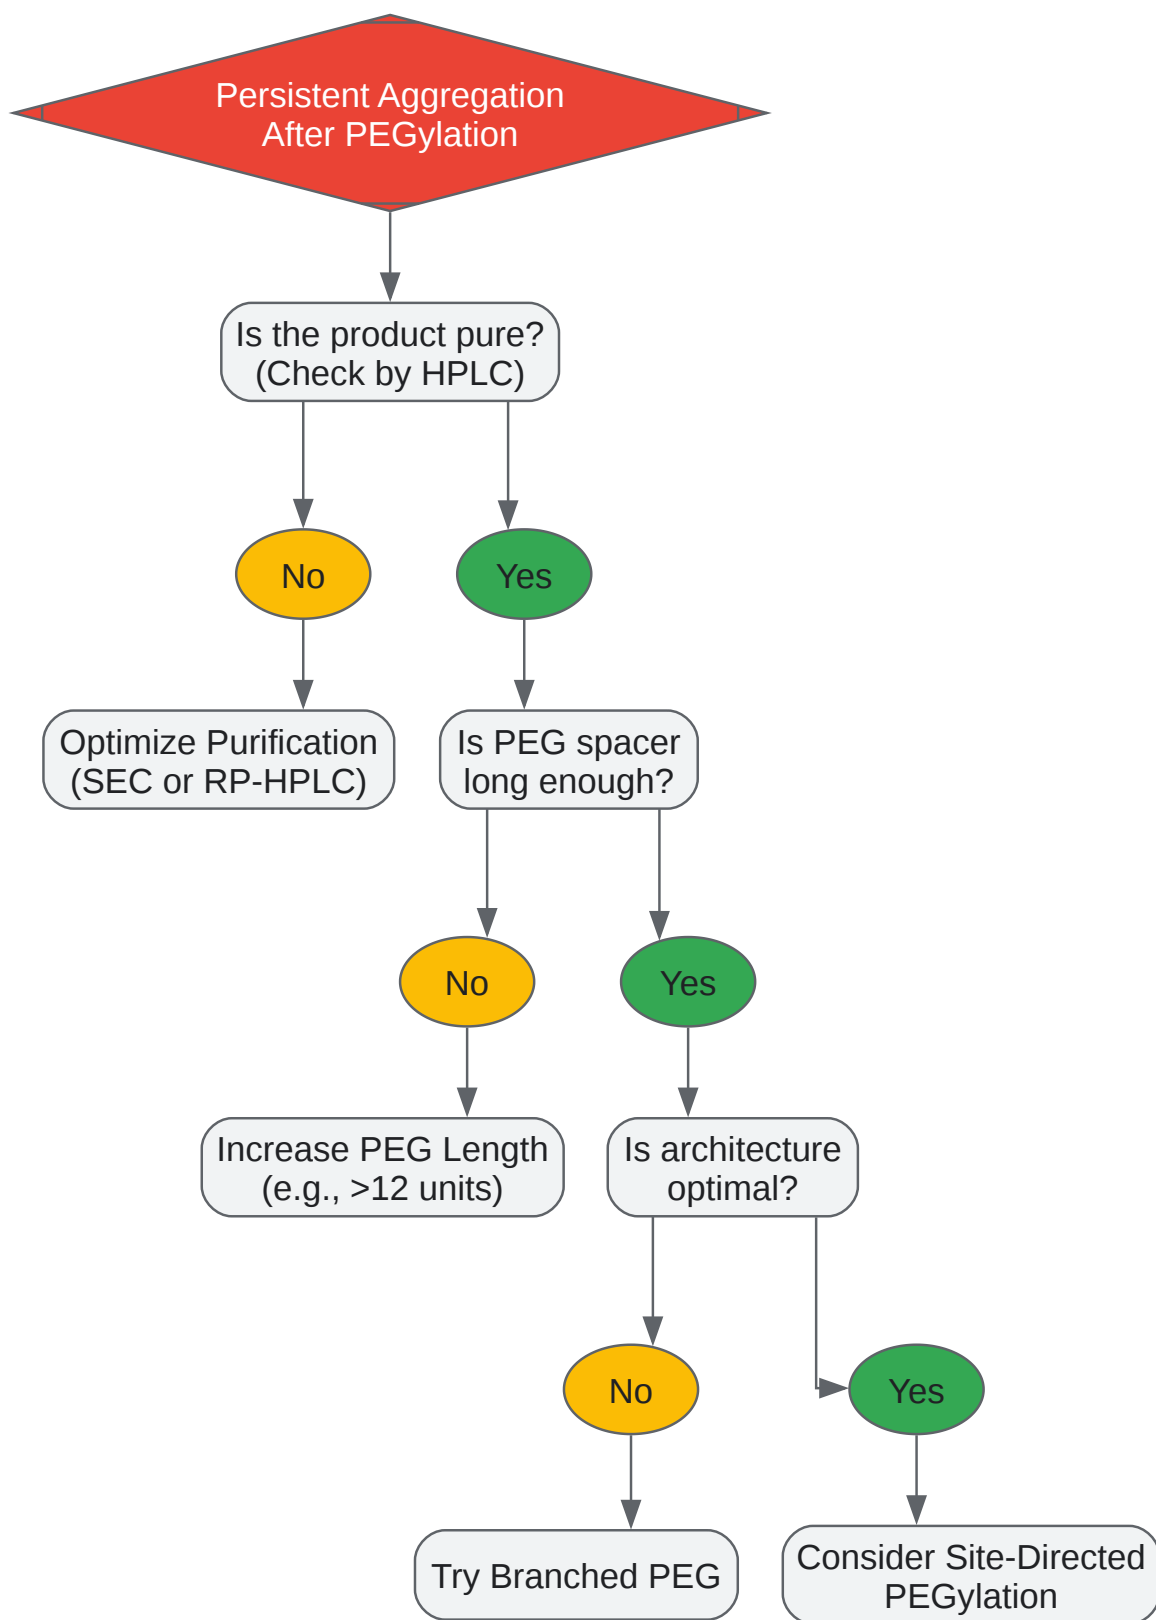 Persistent Aggregation
After PEGylation
Is the product pure?
(Check by HPLC)
No
Yes
Optimize Purification
(SEC or RP-HPLC)
Is PEG spacer
long enough?
No
Yes
Increase PEG Length
(e.g., >12 units)
Is architecture
optimal?
No
Yes
Try Branched PEG
Consider Site-Directed
PEGylation